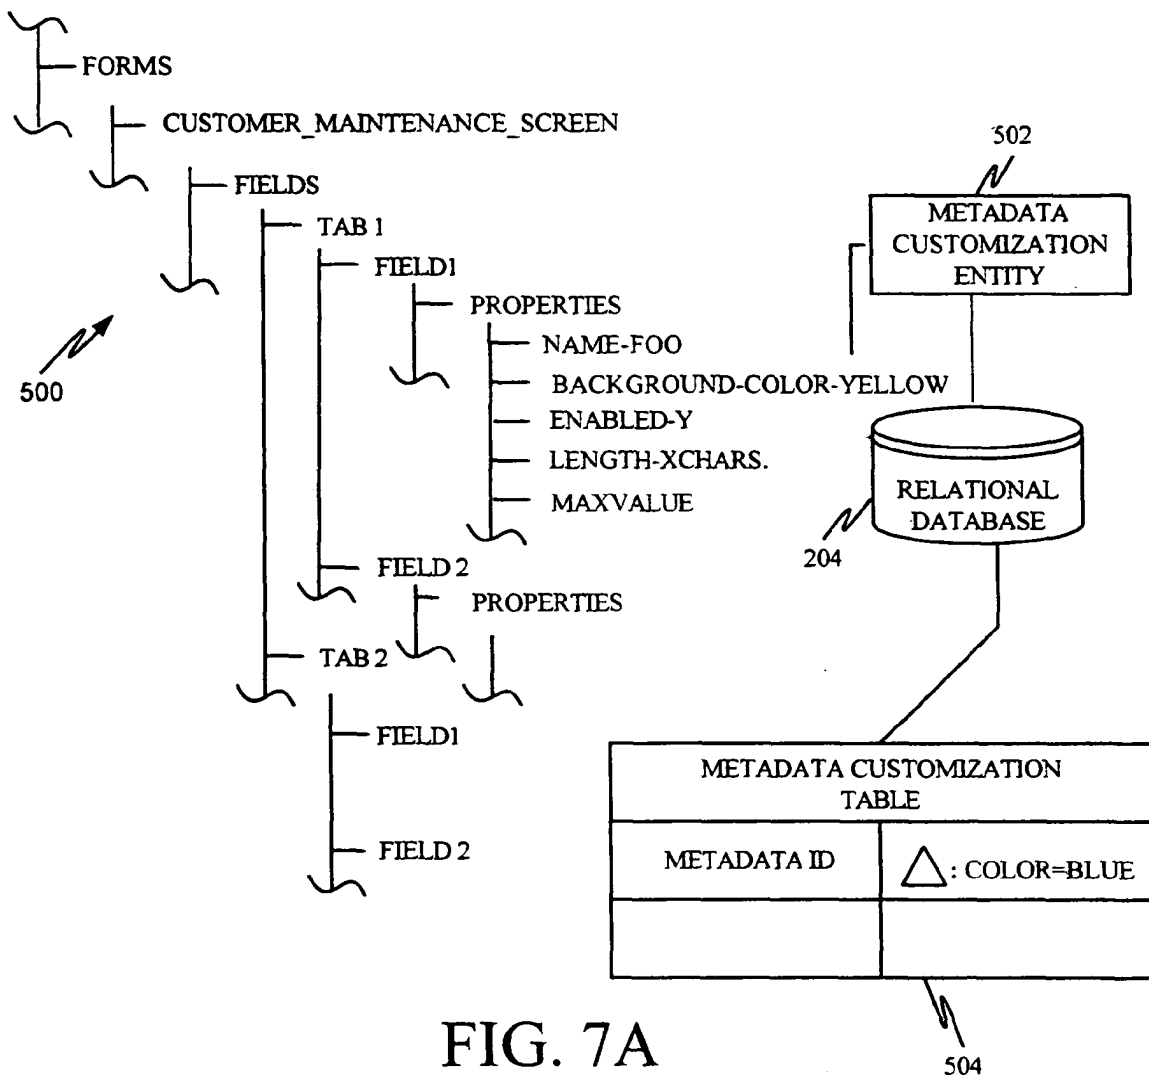 FORMS
CUSTOMER_MAINTENANCE_SCREEN
FIELDS
TAB 1
FIELD1
PROPERTIES
NAME-FOO
BACKGROUND-COLOR-YELLOW
ENABLED-Y
LENGTH-XCHARS.
MAXVALUE
FIELD 2
PROPERTIES
TAB 2
FIELD1
FIELD 2
500
502
METADATA
CUSTOMIZATION
ENTITY
RELATIONAL
DATABASE
204
METADATA CUSTOMIZATION
TABLE
METADATA ID
△: COLOR=BLUE
504
FIG. 7A